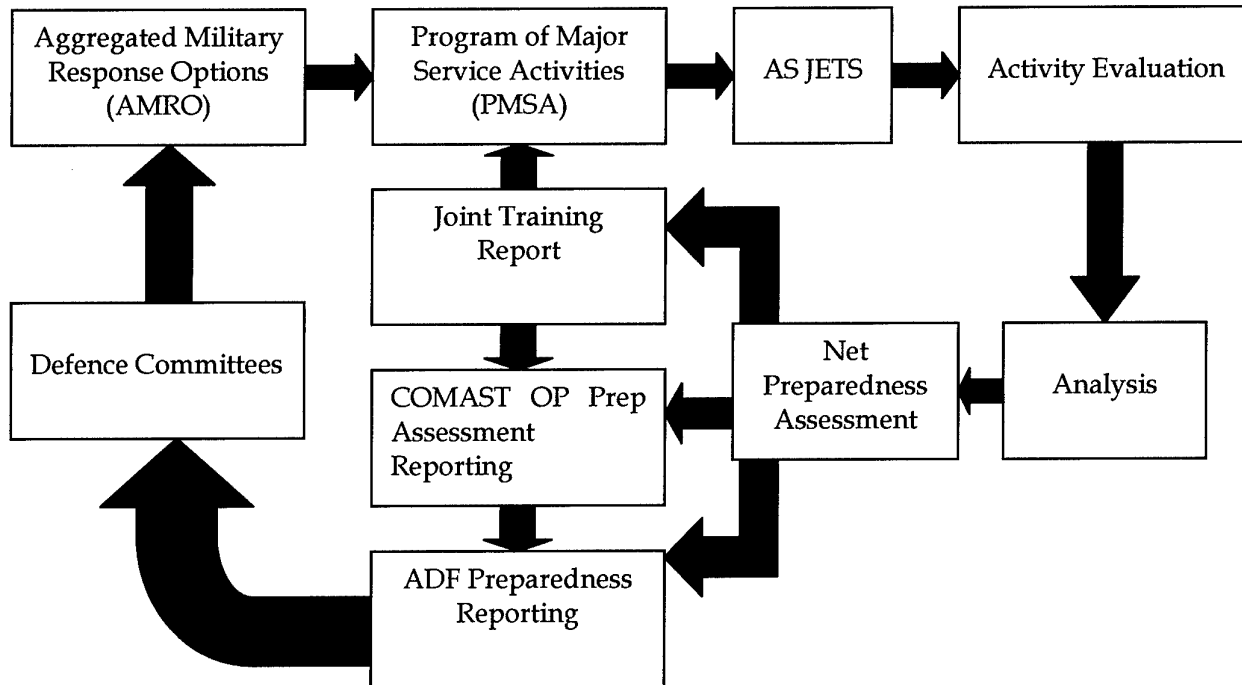 Aggregated Military
Response Options
(AMRO)
Program of Major
Service Activities
(PMSA)
AS JETS
Activity Evaluation
Joint Training
Report
Defence Committees
COMAST OP Prep
Assessment
Reporting
Net
Preparedness
Assessment
Analysis
ADF Preparedness
Reporting